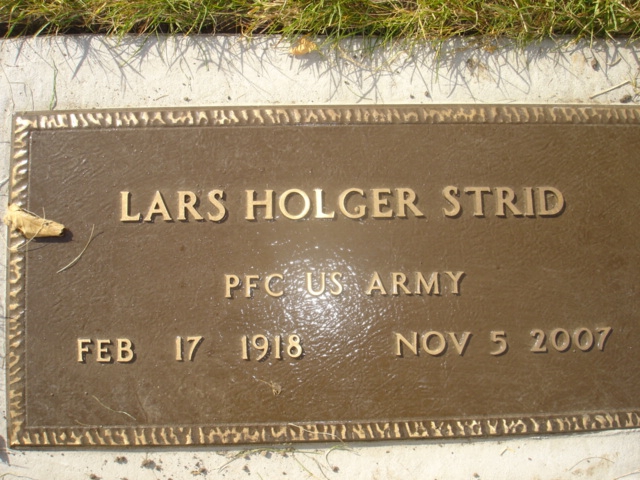 LARS HOLGER STRID
PFC US ARMY
FEB 17 1918 NOV 5 2007